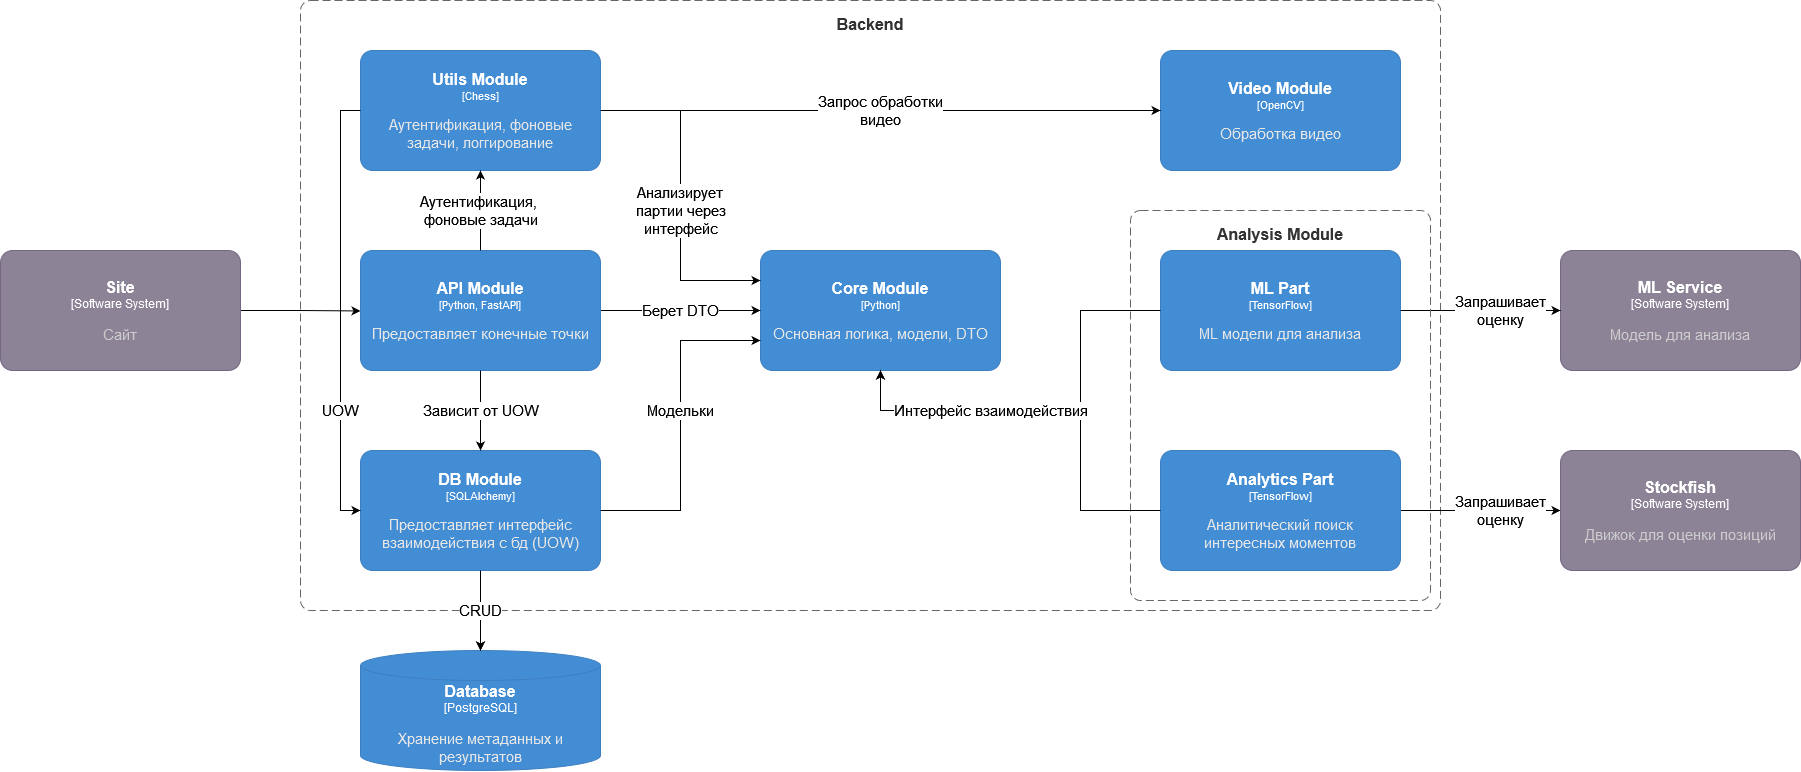 Backend
Utils Module
[Chess]
Аутентификация, фоновые
задачи, логгирование
Запрос обработки
видео
Video Module
[OpenCV]
Обработка видео
Аутентификация,
фоновые задачи
Анализирует
партии через
интерфейс
Analysis Module
Site
[Software System]
Сайт
API Module
[Python, FastAPI]
Предоставляет конечные точки
Берет DTO
Core Module
[Python]
Основная логика, модели, DTO
ML Part
[TensorFlow]
ML модели для анализа
Запрашивает
оценку
ML Service
[Software System]
Модель для анализа
UOW
Зависит от UOW
Модельки
Интерфейс взаимодействия
DB Module
[SQLAlchemy]
Предоставляет интерфейс
взаимодействия с бд (UOW)
Analytics Part
[TensorFlow]
Аналитический поиск
интересных моментов
Запрашивает
оценку
Stockfish
[Software System]
Движок для оценки позиций
CRUD
Database
[PostgreSQL]
Хранение метаданных и
результатов